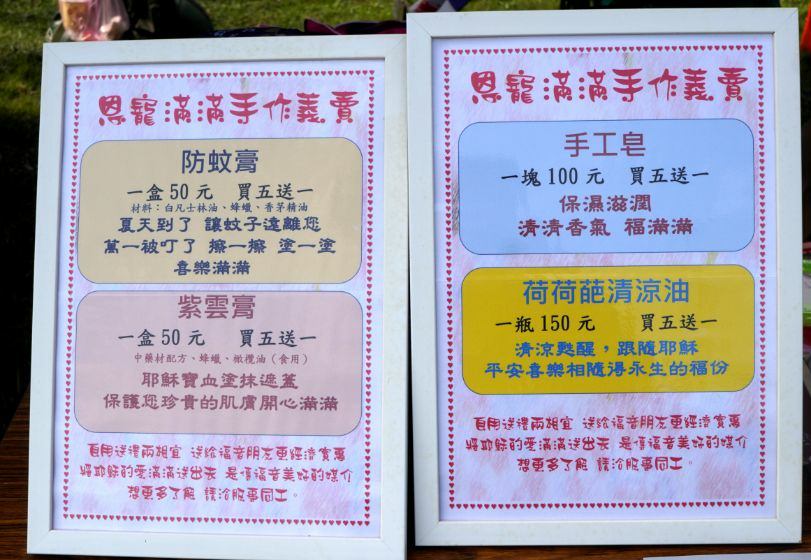 恩寵滿滿手作義賣
防蚊膏
一盒50元 買五送一
材料：白凡士林油、蜂蠟、香茅精油
夏天到了 讓蚊子遠離您
萬一被叮了 擦一擦 塗一塗
喜樂滿滿
紫雲膏
一盒50元 買五送一
中藥材配方、蜂蠟、橄欖油（食用）
耶穌寶血塗抹遮蓋
保護您珍貴的肌膚開心滿滿
自用送禮兩相宜 送給福音朋友更經濟實惠
將耶穌的愛滿滿送出去 是傳福音美好的媒介
想更多了解 請洽服事同工。
恩寵滿滿手作義賣
手工皂
一塊100元 買五送一
保濕滋潤
清清香氣 福滿滿
荷荷葩清涼油
一瓶150元 買五送一
清涼甦醒，跟隨耶穌
平安喜樂相隨得永生的福份
自用送禮兩相宜 送給福音朋友更經濟實惠
將耶穌的愛滿滿送出去 是傳福音美好的媒介
想更多了解 請洽服事同工。